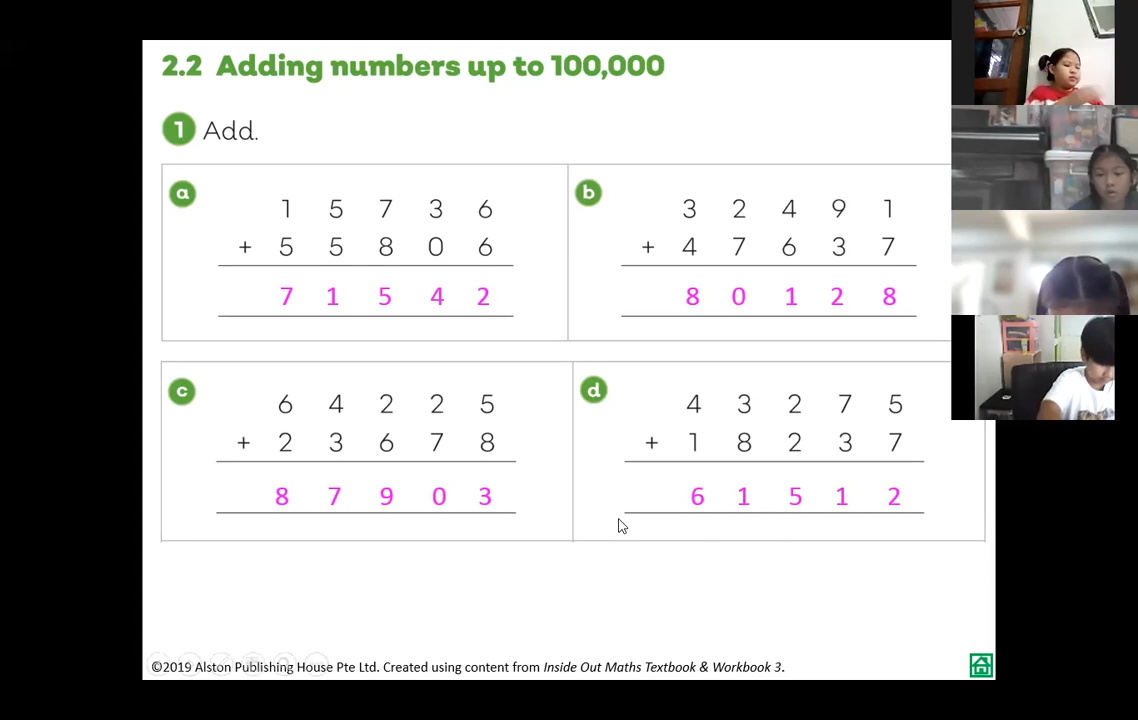 2.2 Adding numbers up to 100,000
1 Add.
a
1 5 7 3 6
+ 5 5 8 0 6
7 1 5 4 2
b
3 2 4 9 1
+ 4 7 6 3 7
8 0 1 2 8
c
6 4 2 2 5
+ 2 3 6 7 8
8 7 9 0 3
d
4 3 2 7 5
+ 1 8 2 3 7
6 1 5 1 2
©2019 Alston Publishing House Pte Ltd. Created using content from Inside Out Maths Textbook & Workbook 3.